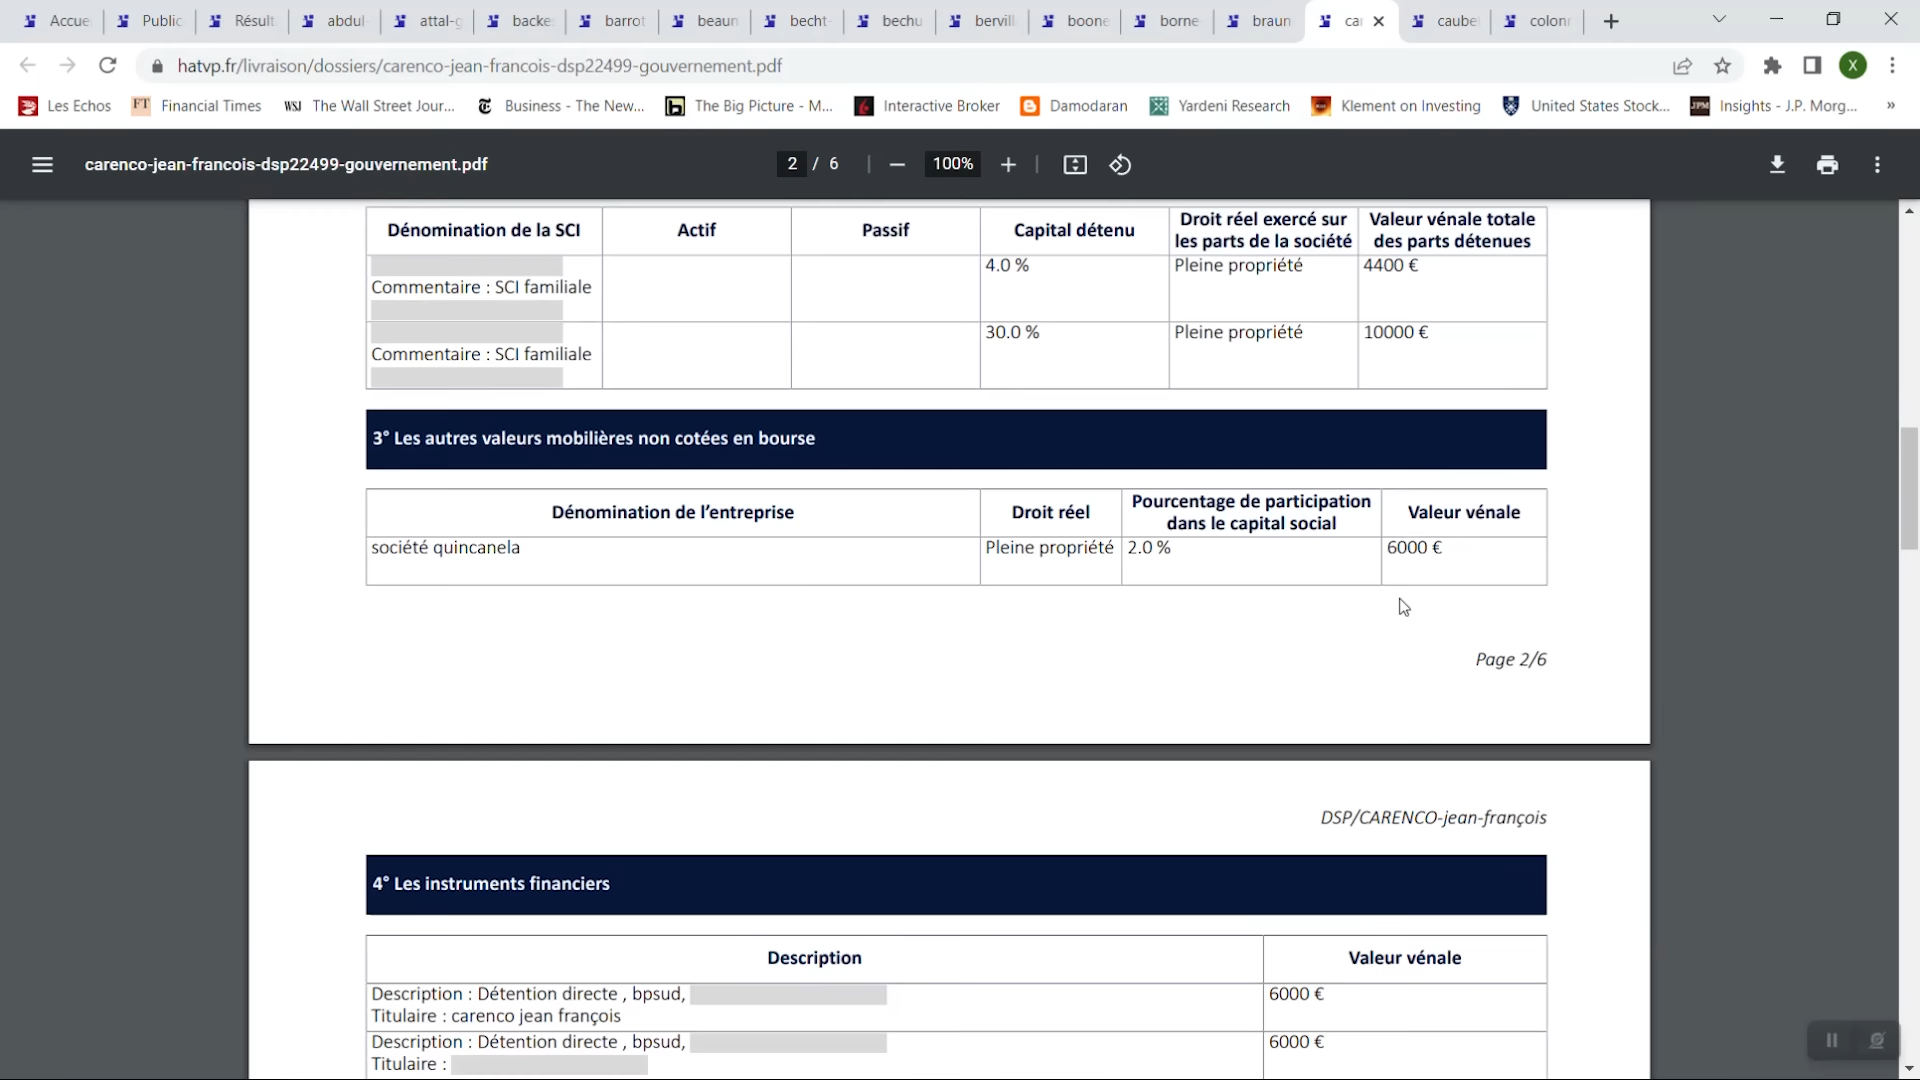 Accue Public Résult abdul attal-g backe barrot beaun becht- bechu bervill boone borne braun ca caube colonn
hatvp.fr/livraison/dossiers/carenco-jean-francois-dsp22499-gouvernement.pdf X
Les Echos FT Financial Times WSJ The Wall Street Jour... Business - The New... The Big Picture - M... Interactive Broker Damodaran Yardeni Research Klement on Investing United States Stock... JPM Insights - J.P. Morg... »
carenco-jean-francois-dsp22499-gouvernement.pdf 2 / 6 100%
Dénomination de la SCI Actif Passif Capital détenu Droit réel exercé sur les parts de la société Valeur vénale totale des parts détenues
4.0 % Pleine propriété 4400 €
Commentaire : SCI familiale
30.0 % Pleine propriété 10000 €
Commentaire : SCI familiale
3° Les autres valeurs mobilières non cotées en bourse
Dénomination de l'entreprise Droit réel Pourcentage de participation dans le capital social Valeur vénale
société quincanela Pleine propriété 2.0 % 6000 €
Page 2/6
DSP/CARENCO-jean-françois
4° Les instruments financiers
Description Valeur vénale
Description : Détention directe , bpsud, 6000 €
Titulaire : carenco jean françois
Description : Détention directe , bpsud, 6000 €
Titulaire :